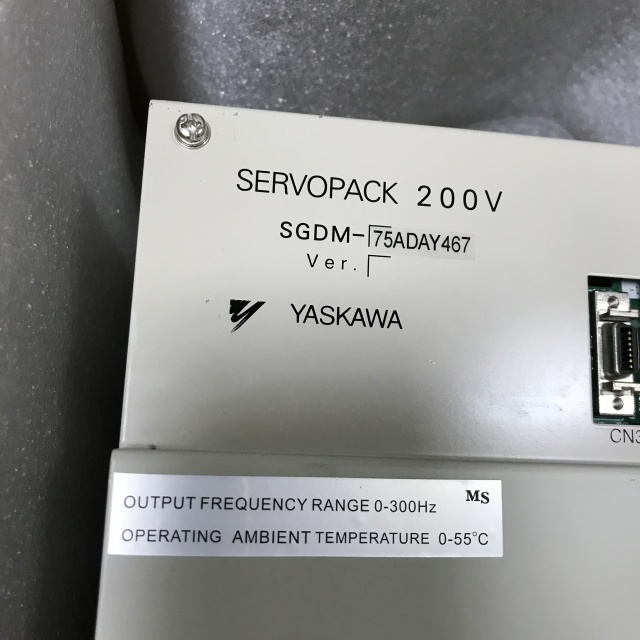 SERVOPACK 200V
SGDM-75ADAY467
Ver.
YASKAWA
CN3
OUTPUT FREQUENCY RANGE 0-300Hz MS
OPERATING AMBIENT TEMPERATURE 0-55°C